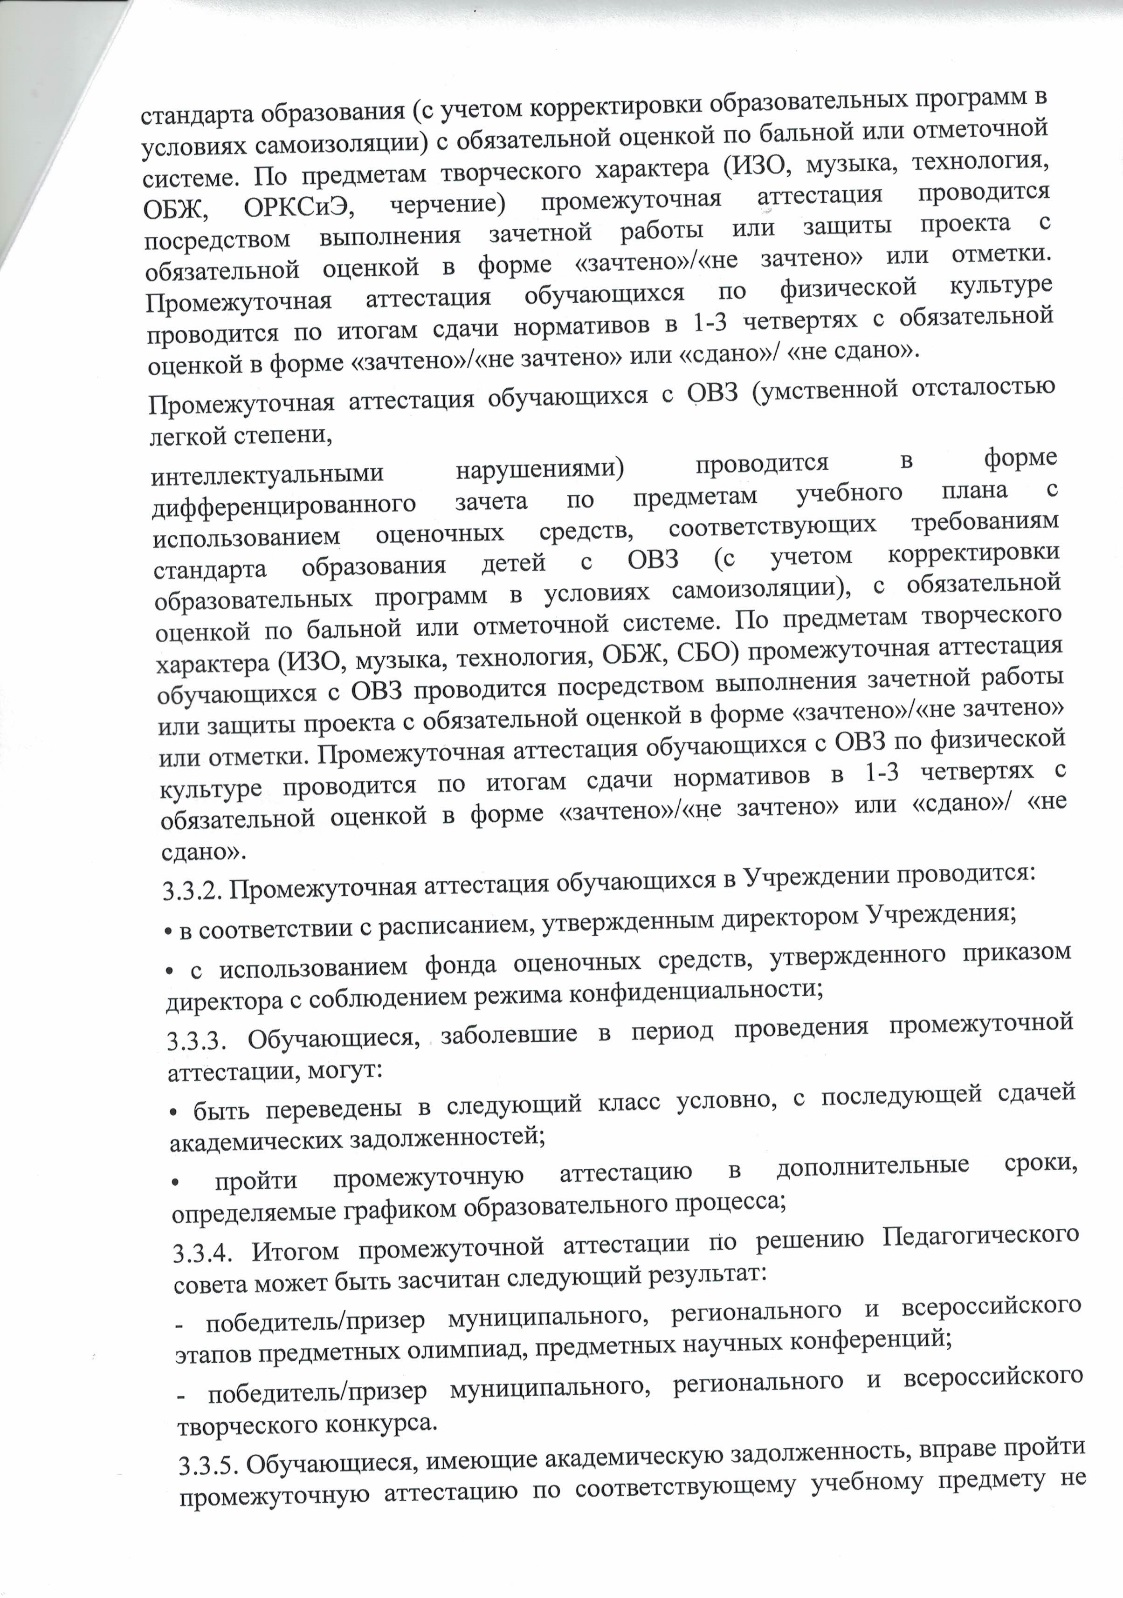 стандарта образования (с учетом корректировки образовательных программ в
условиях самоизоляции) с обязательной оценкой по бальной или отметочной
системе. По предметам творческого характера (ИЗО, музыка, технология,
ОБЖ, ОРКСиЭ, черчение) промежуточная аттестация проводится
посредством выполнения зачетной работы или защиты проекта с
обязательной оценкой в форме «зачтено»/«не зачтено» или отметки.
Промежуточная аттестация обучающихся по физической культуре
проводится по итогам сдачи нормативов в 1-3 четвертях с обязательной
оценкой в форме «зачтено»/«не зачтено» или «сдано»/ «не сдано».
Промежуточная аттестация обучающихся с ОВЗ (умственной отсталостью
легкой степени,
интеллектуальными нарушениями) проводится в форме
дифференцированного зачета по предметам учебного плана с
использованием оценочных средств, соответствующих требованиям
стандарта образования детей с ОВЗ (с учетом корректировки
образовательных программ в условиях самоизоляции), с обязательной
оценкой по бальной или отметочной системе. По предметам творческого
характера (ИЗО, музыка, технология, ОБЖ, СБО) промежуточная аттестация
обучающихся с ОВЗ проводится посредством выполнения зачетной работы
или защиты проекта с обязательной оценкой в форме «зачтено»/«не зачтено»
или отметки. Промежуточная аттестация обучающихся с ОВЗ по физической
культуре проводится по итогам сдачи нормативов в 1-3 четвертях с
обязательной оценкой в форме «зачтено»/«не зачтено» или «сдано»/ «не
сдано».
3.3.2. Промежуточная аттестация обучающихся в Учреждении проводится:
• в соответствии с расписанием, утвержденным директором Учреждения;
• с использованием фонда оценочных средств, утвержденного приказом
директора с соблюдением режима конфиденциальности;
3.3.3. Обучающиеся, заболевшие в период проведения промежуточной
аттестации, могут:
• быть переведены в следующий класс условно, с последующей сдачей
академических задолженностей;
• пройти промежуточную аттестацию в дополнительные сроки,
определяемые графиком образовательного процесса;
3.3.4. Итогом промежуточной аттестации по решению Педагогического
совета может быть засчитан следующий результат:
- победитель/призер муниципального, регионального и всероссийского
этапов предметных олимпиад, предметных научных конференций;
- победитель/призер муниципального, регионального и всероссийского
творческого конкурса.
3.3.5. Обучающиеся, имеющие академическую задолженность, вправе пройти
промежуточную аттестацию по соответствующему учебному предмету не